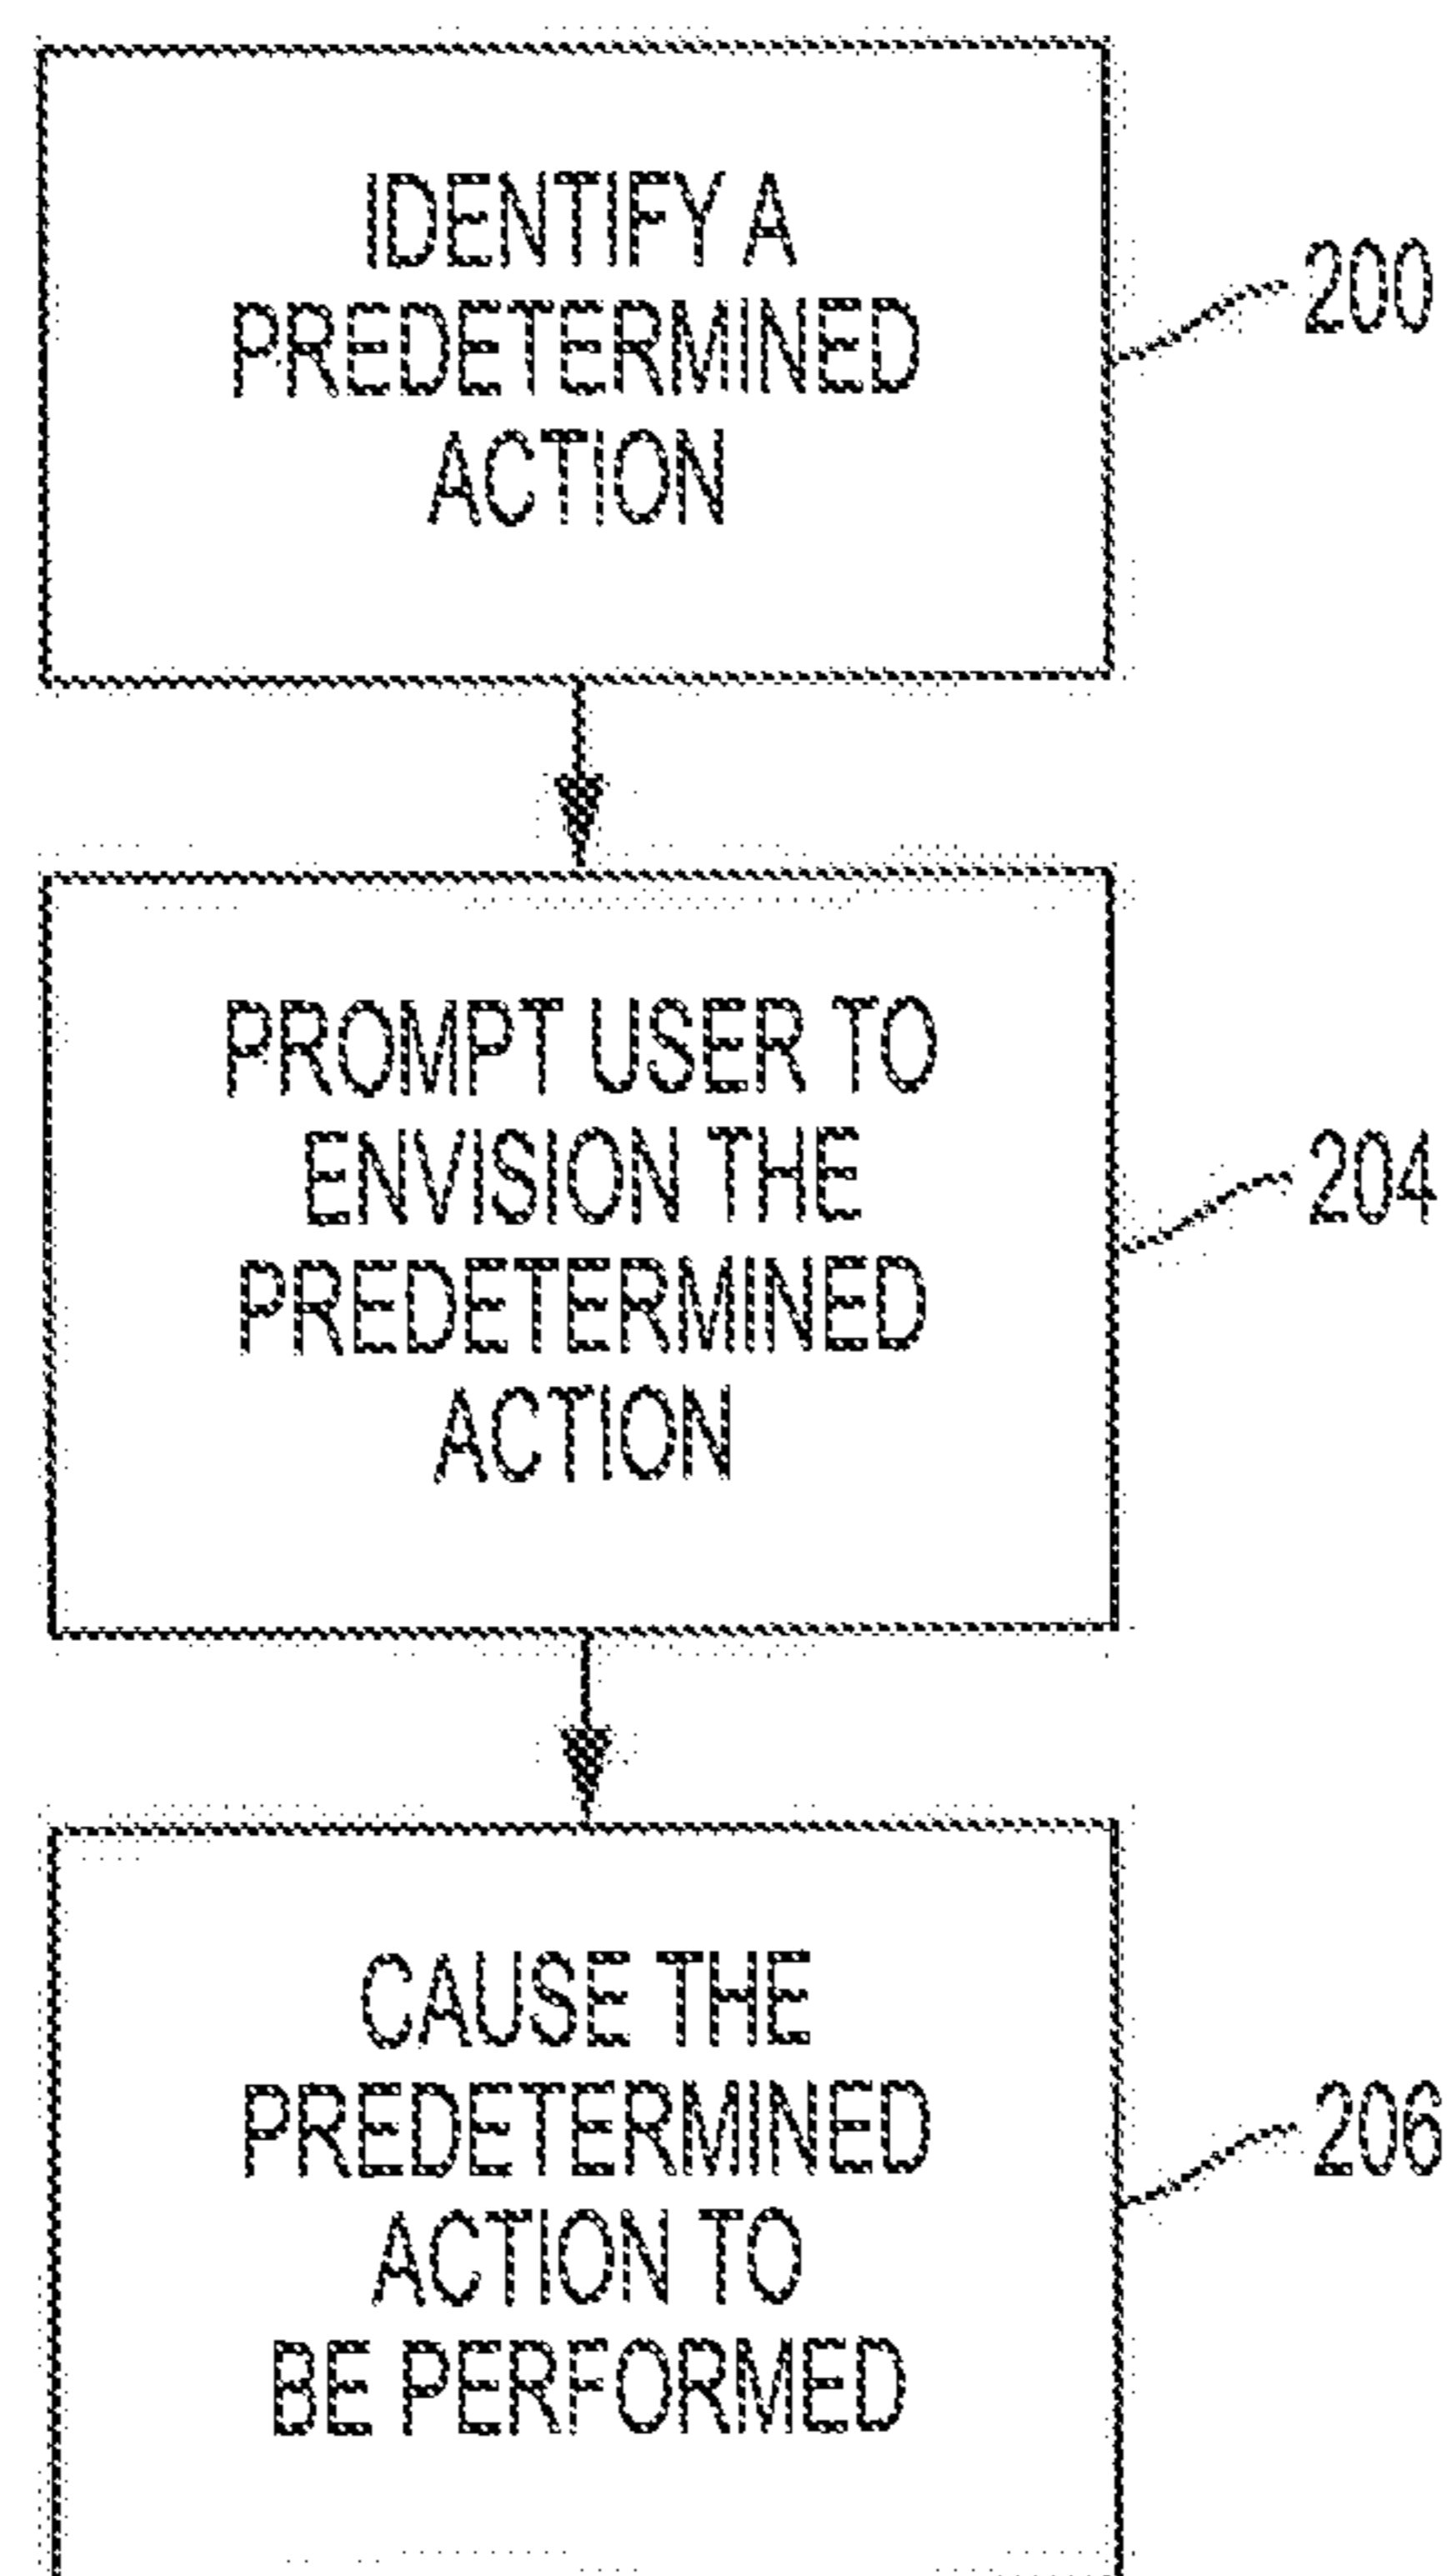 IDENTIFY A
PREDETERMINED
ACTION
200
PROMPT USER TO
ENVISION THE
PREDETERMINED
ACTION
204
CAUSE THE
PREDETERMINED
ACTION TO
BE PERFORMED
206